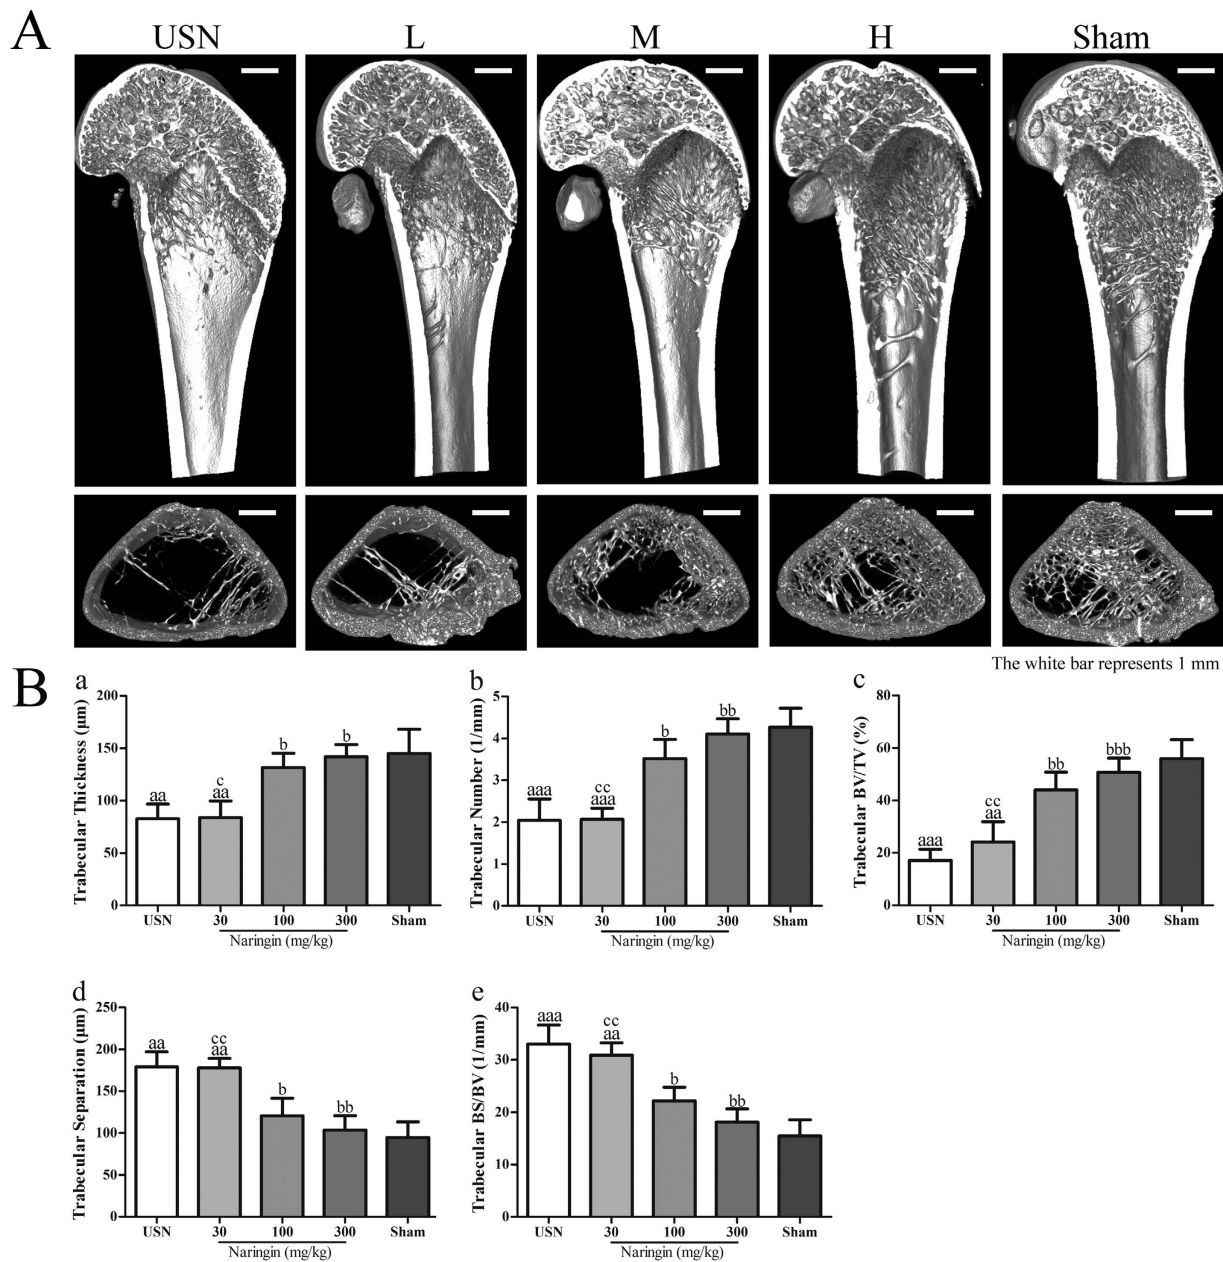 A
USN
L
M
H
Sham
The white bar represents 1 mm
B
a
Trabecular Thickness (μm)
200
150
100
50
0
aa
c
aa
b
b
USN
30
100
300
Sham
Naringin (mg/kg)
b
Trabecular Number (1/mm)
5
4
3
2
1
0
aaa
cc
aaa
b
bb
USN
30
100
300
Sham
Naringin (mg/kg)
c
Trabecular BV/TV (%)
80
60
40
20
0
aaa
cc
aa
bb
bbb
USN
30
100
300
Sham
Naringin (mg/kg)
d
Trabecular Separation (μm)
250
200
150
100
50
0
aa
cc
aa
b
bb
USN
30
100
300
Sham
Naringin (mg/kg)
e
Trabecular BS/BV (1/mm)
40
30
20
10
0
aaa
cc
aa
b
bb
USN
30
100
300
Sham
Naringin (mg/kg)